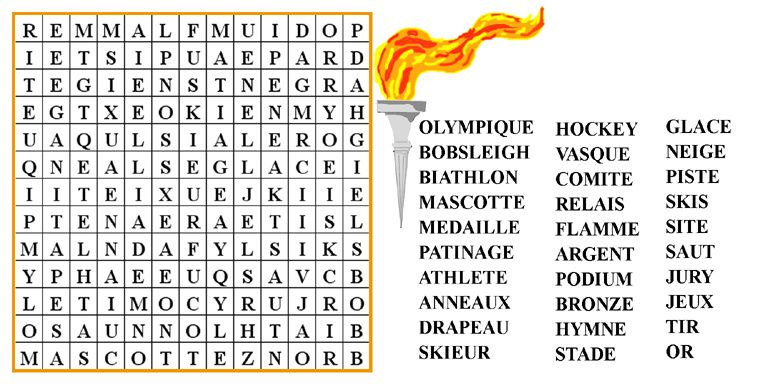 R E M M A L F M U I D O P
I E T S I P U A E P A R D
T E G I E N S T N E G R A
E G T X E O K I E N M Y H
U A Q U L S I A L E R O G
Q N E A L S E G L A C E I
I I T E I X U E J K I I E
P T E N A E R A E T I S L
M A L N D A F Y L S I K S
Y P H A E E U Q S A V C B
L E T I M O C Y R U J R O
O S A U N N O L H T A I B
M A S C O T T E Z N O R B
OLYMPIQUE HOCKEY GLACE
BOBSLEIGH VASQUE NEIGE
BIATHLON COMITE PISTE
MASCOTTE RELAIS SKIS
MEDAILLE FLAMME SITE
PATINAGE ARGENT SAUT
ATHLETE PODIUM JURY
ANNEAUX BRONZE JEUX
DRAPEAU HYMNE TIR
SKIEUR STADE OR